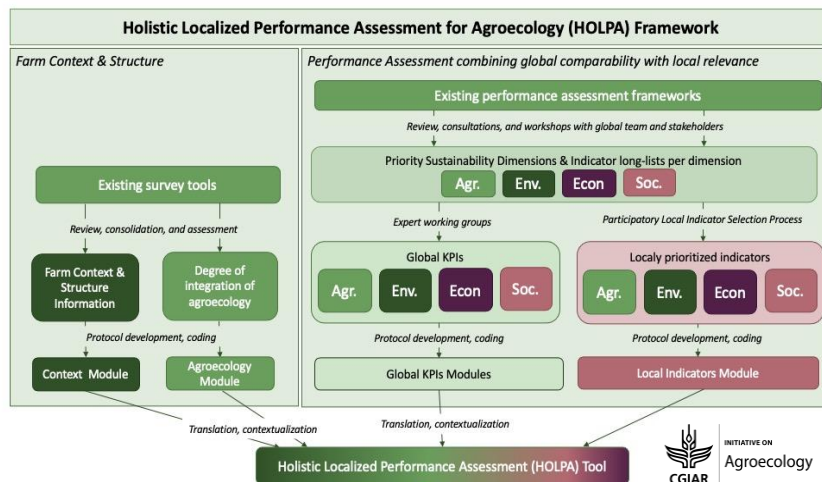 Holistic Localized Performance Assessment for Agroecology (HOLPA) Framework
Farm Context & Structure
Existing survey tools
Review, consolidation, and assessment
Farm Context &
Structure
Information
Degree of
integration of
agroecology
Protocol development, coding
Context Module
Agroecology
Module
Performance Assessment combining global comparability with local relevance
Existing performance assessment frameworks
Review, consultations, and workshops with global team and stakeholders
Priority Sustainability Dimensions & Indicator long-lists per dimension
Agr. Env. Econ Soc.
Expert working groups
Participatory Local Indicator Selection Process
Global KPIs
Agr. Env. Econ Soc.
Localy prioritized indicators
Agr. Env. Econ Soc.
Protocol development, coding
Protocol development, coding
Global KPIs Modules
Local Indicators Module
Translation, contextualization
Translation, contextualization
Holistic Localized Performance Assessment (HOLPA) Tool
CGIAR
INITIATIVE ON
Agroecology